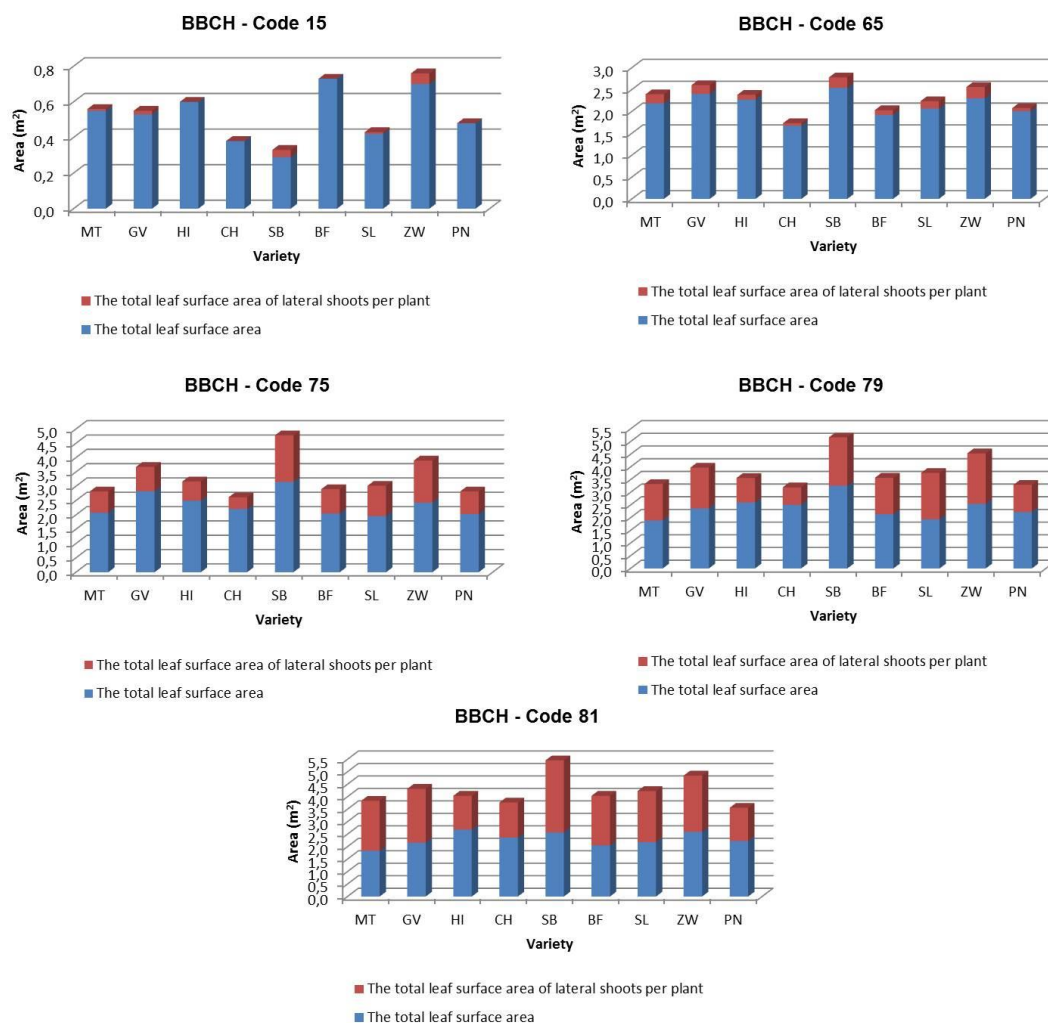 BBCH - Code 15
Area (m²)
0,8
0,6
0,4
0,2
0,0
MT GV HI CH SB BF SL ZW PN
Variety
The total leaf surface area of lateral shoots per plant
The total leaf surface area
BBCH - Code 65
Area (m²)
3,0
2,5
2,0
1,5
1,0
0,5
0,0
MT GV HI CH SB BF SL ZW PN
Variety
The total leaf surface area of lateral shoots per plant
The total leaf surface area
BBCH - Code 75
Area (m²)
5,0
4,5
4,0
3,5
3,0
2,5
2,0
1,5
1,0
0,5
0,0
MT GV HI CH SB BF SL ZW PN
Variety
The total leaf surface area of lateral shoots per plant
The total leaf surface area
BBCH - Code 79
Area (m²)
5,5
5,0
4,5
4,0
3,5
3,0
2,5
2,0
1,5
1,0
0,5
0,0
MT GV HI CH SB BF SL ZW PN
Variety
The total leaf surface area of lateral shoots per plant
The total leaf surface area
BBCH - Code 81
Area (m²)
5,5
5,0
4,5
4,0
3,5
3,0
2,5
2,0
1,5
1,0
0,5
0,0
MT GV HI CH SB BF SL ZW PN
Variety
The total leaf surface area of lateral shoots per plant
The total leaf surface area